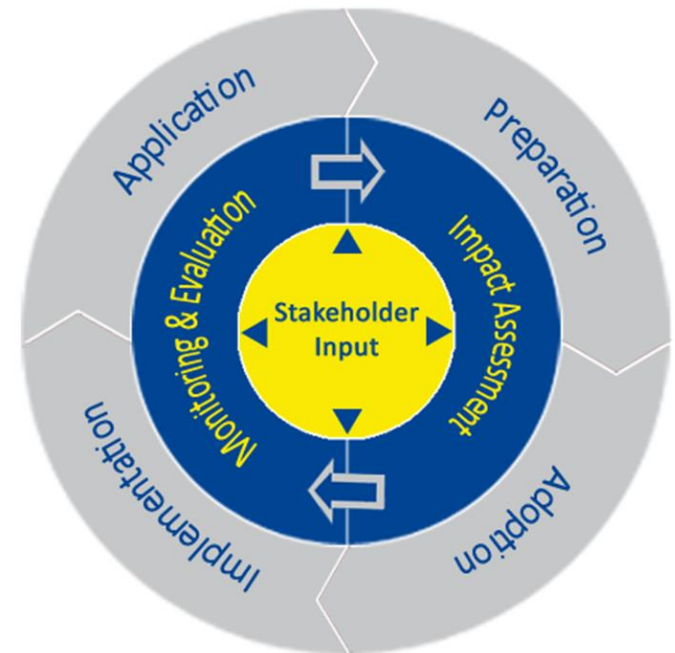 Application
Preparation
Monitoring & Evaluation
Impact Assessment
Stakeholder
Input
Implementation
Adoption